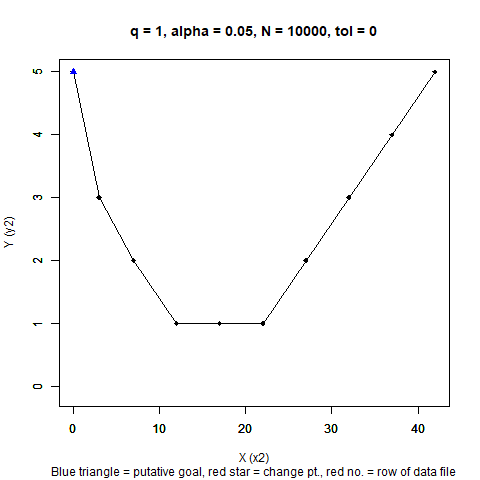 q = 1, alpha = 0.05, N = 10000, tol = 0
5
4
3
2
1
0
Y (y2)
0 10 20 30 40
X (x2)
Blue triangle = putative goal, red star = change pt., red no. = row of data file